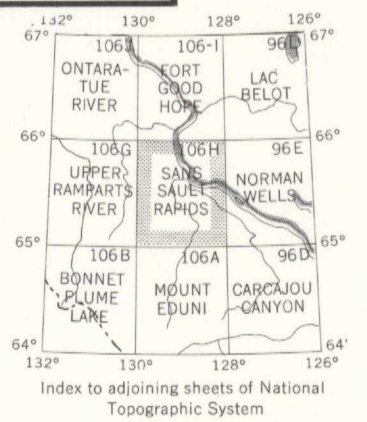 132° 130° 128° 126°
67° 106J 106-I 96L 67°
ONTARA-
TUE
RIVER
FORT
GOOD
HOPE
LAC
BELOT
66° 106G 106H 96E 66°
UPPER
RAMPARTS
RIVER
SANS
SAULT
RAPIDS
NORMAN
WELLS
65° 106B 106A 96D 65°
BONNET
PLUME
LAKE
MOUNT
EDUNI
CARCAJOU
CANYON
64° 64°
132° 130° 128° 126°
Index to adjoining sheets of National
Topographic System